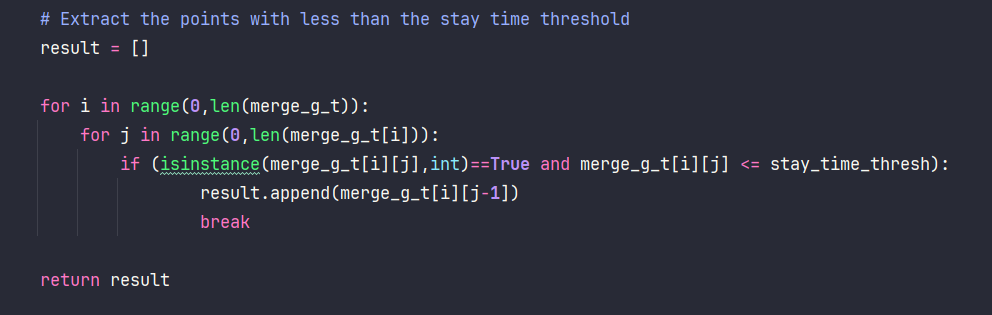 # Extract the points with less than the stay time threshold
result = []
for i in range(0,len(merge_g_t)):
for j in range(0,len(merge_g_t[i])):
if (isinstance(merge_g_t[i][j],int)==True and merge_g_t[i][j] <= stay_time_thresh):
result.append(merge_g_t[i][j-1])
break
return result